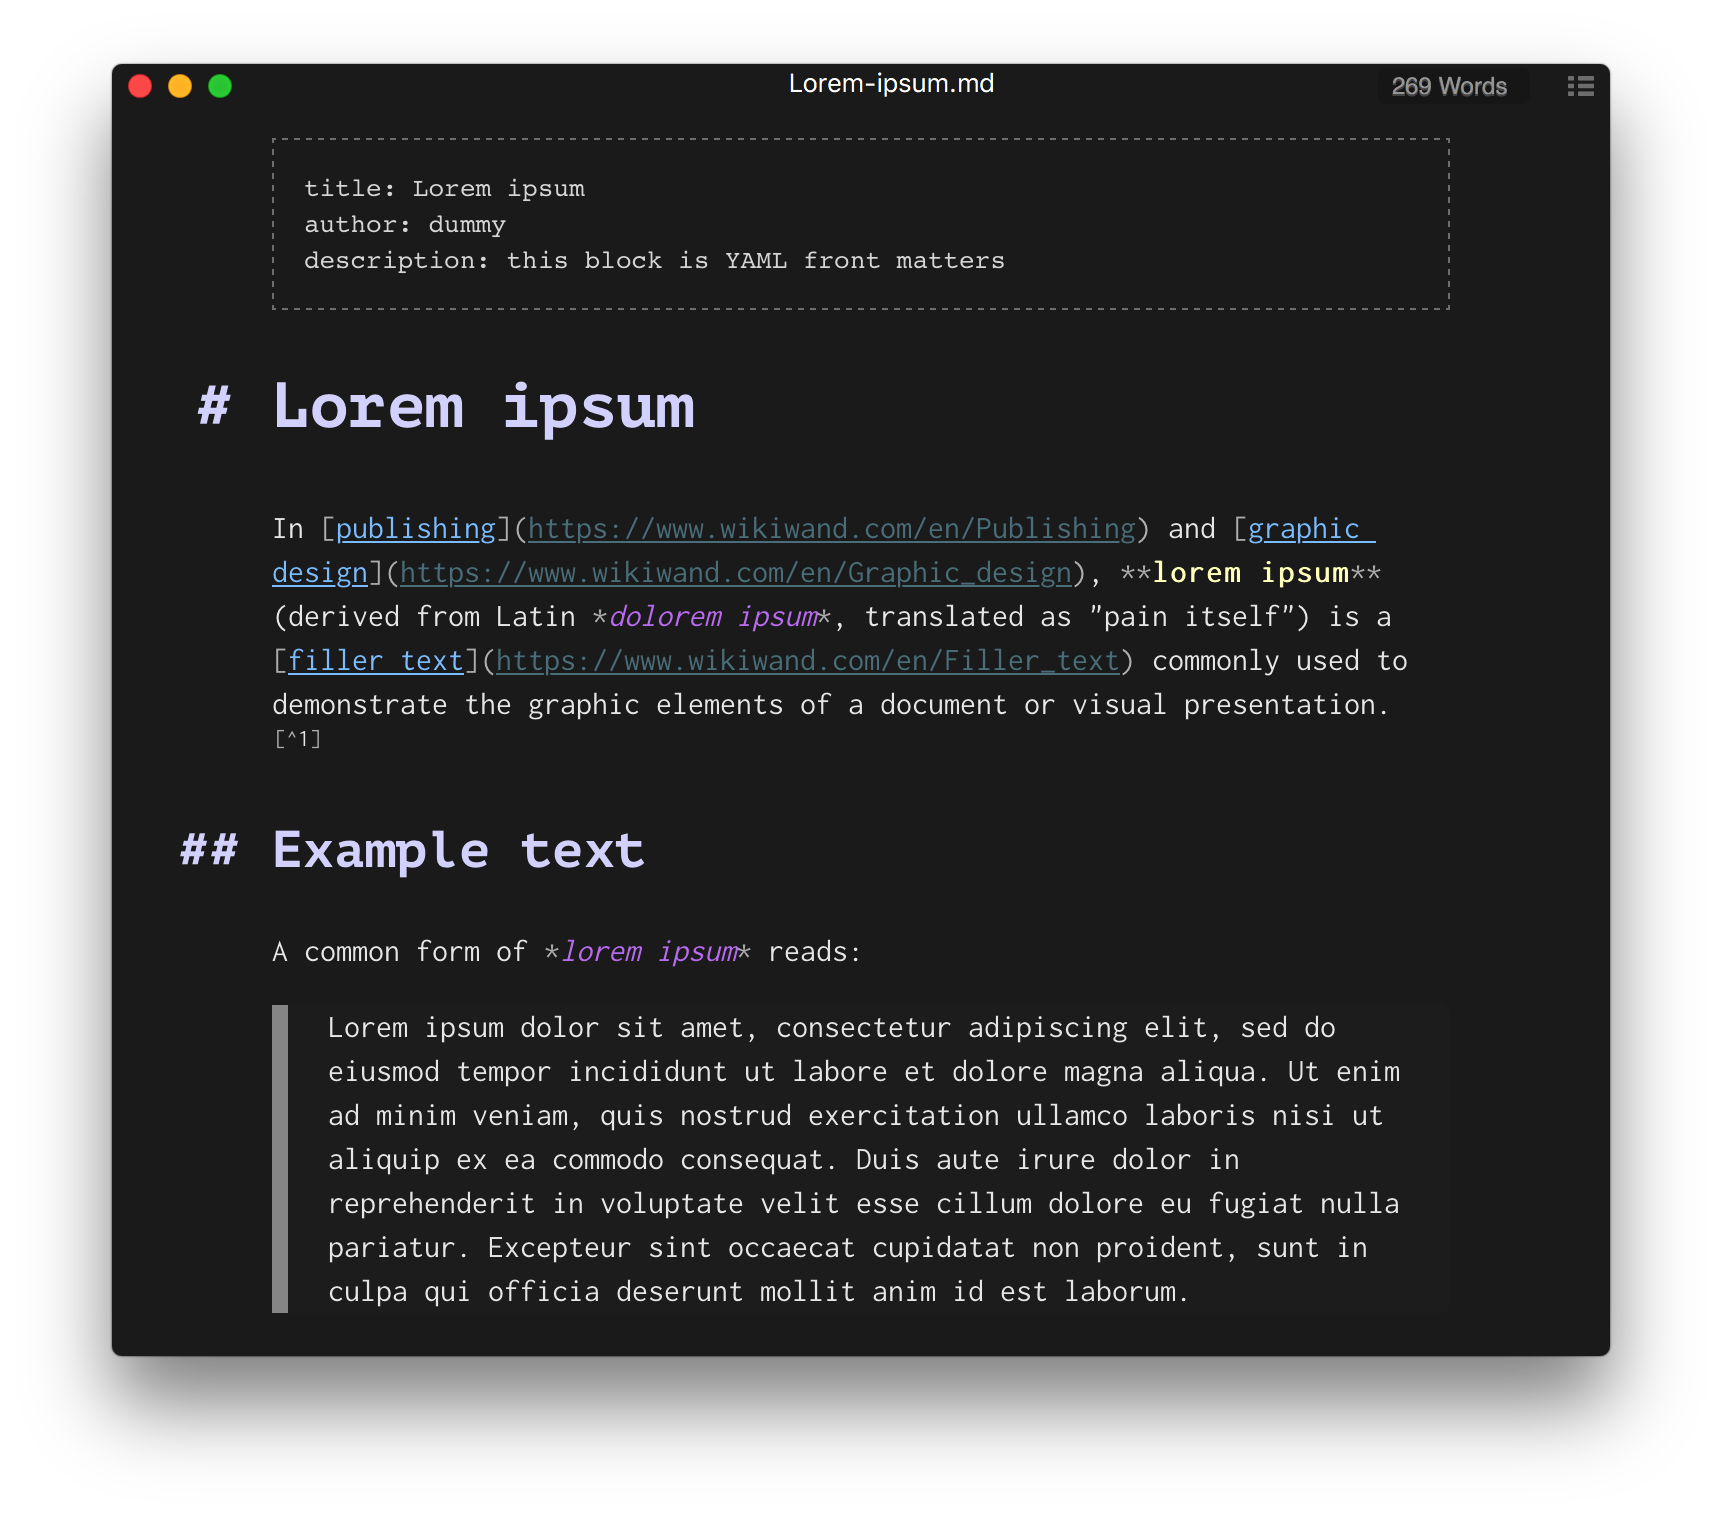 Lorem-ipsum.md
269 Words
title: Lorem ipsum
author: dummy
description: this block is YAML front matters
# Lorem ipsum
In [publishing](https://www.wikiwand.com/en/Publishing) and [graphic
design](https://www.wikiwand.com/en/Graphic_design), **lorem ipsum**
(derived from Latin *dolorem ipsum*, translated as "pain itself") is a
[filler text](https://www.wikiwand.com/en/Filler_text) commonly used to
demonstrate the graphic elements of a document or visual presentation.
[^1]
## Example text
A common form of *lorem ipsum* reads:
Lorem ipsum dolor sit amet, consectetur adipiscing elit, sed do
eiusmod tempor incididunt ut labore et dolore magna aliqua. Ut enim
ad minim veniam, quis nostrud exercitation ullamco laboris nisi ut
aliquip ex ea commodo consequat. Duis aute irure dolor in
reprehenderit in voluptate velit esse cillum dolore eu fugiat nulla
pariatur. Excepteur sint occaecat cupidatat non proident, sunt in
culpa qui officia deserunt mollit anim id est laborum.